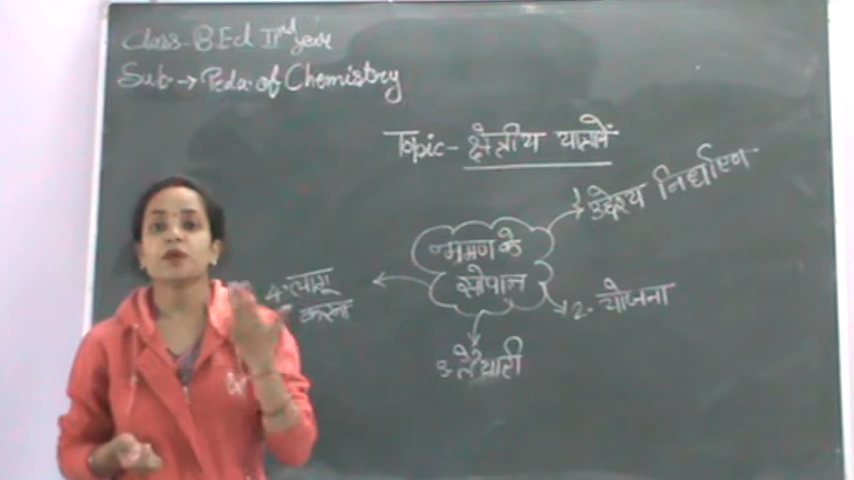 Class-B.Ed IInd year
Sub → Peda. of Chemistry
Topic- क्षेत्रीय यात्रायें
1 उद्देश्य निर्धारण
भ्रमण के
सोपान
4. लागू
करना
2. योजना
3. तैयारी